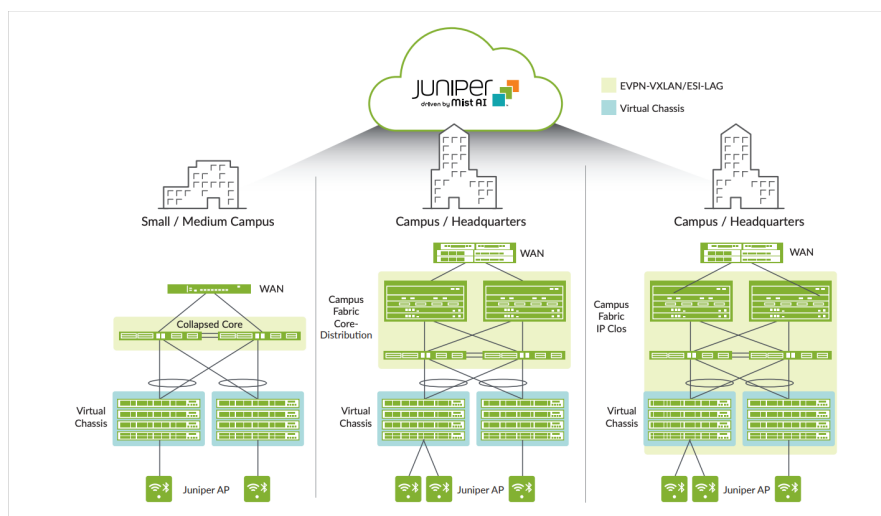 JUNIPER
driven by Mist AI
EVPN-VXLAN/ESI-LAG
Virtual Chassis
Small / Medium Campus
Campus / Headquarters
Campus / Headquarters
WAN
Collapsed Core
Virtual
Chassis
Juniper AP
WAN
Campus
Fabric
Core-
Distribution
Virtual
Chassis
Juniper AP
WAN
Campus
Fabric
IP Clos
Virtual
Chassis
Juniper AP